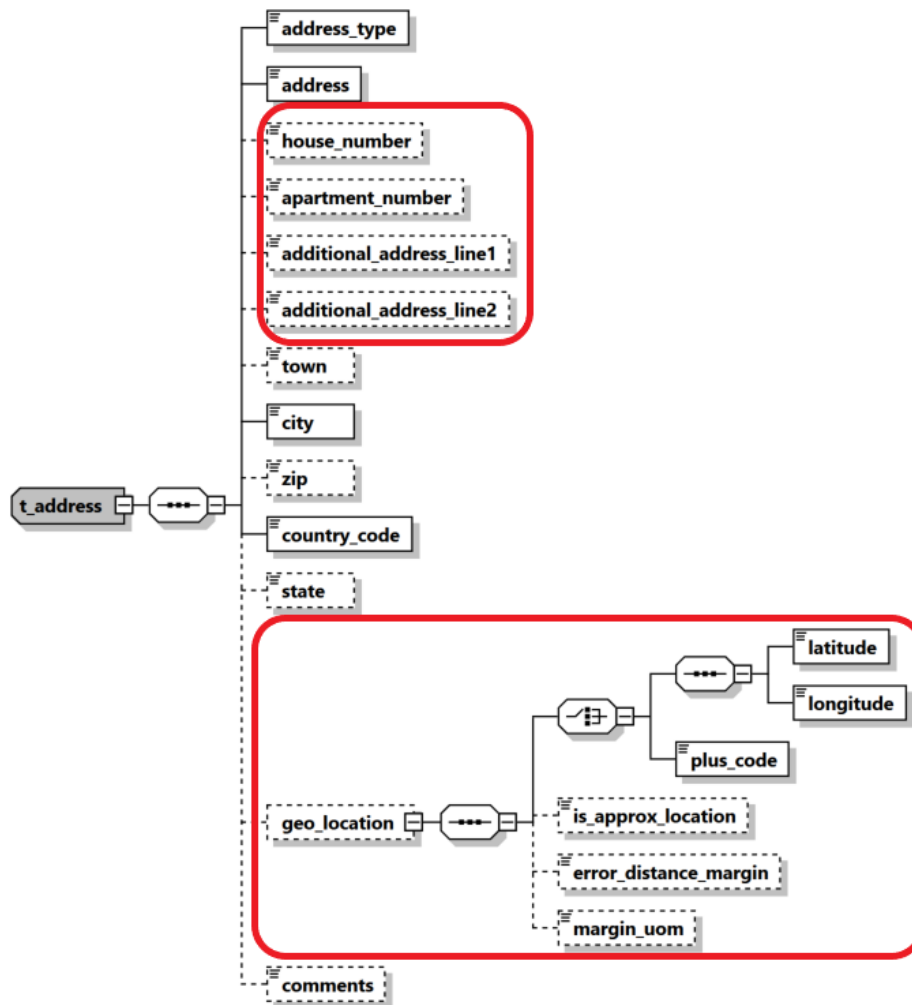 address_type
address
house_number
apartment_number
additional_address_line1
additional_address_line2
town
city
zip
t_address
country_code
state
latitude
longitude
plus_code
geo_location
is_approx_location
error_distance_margin
margin_uom
comments